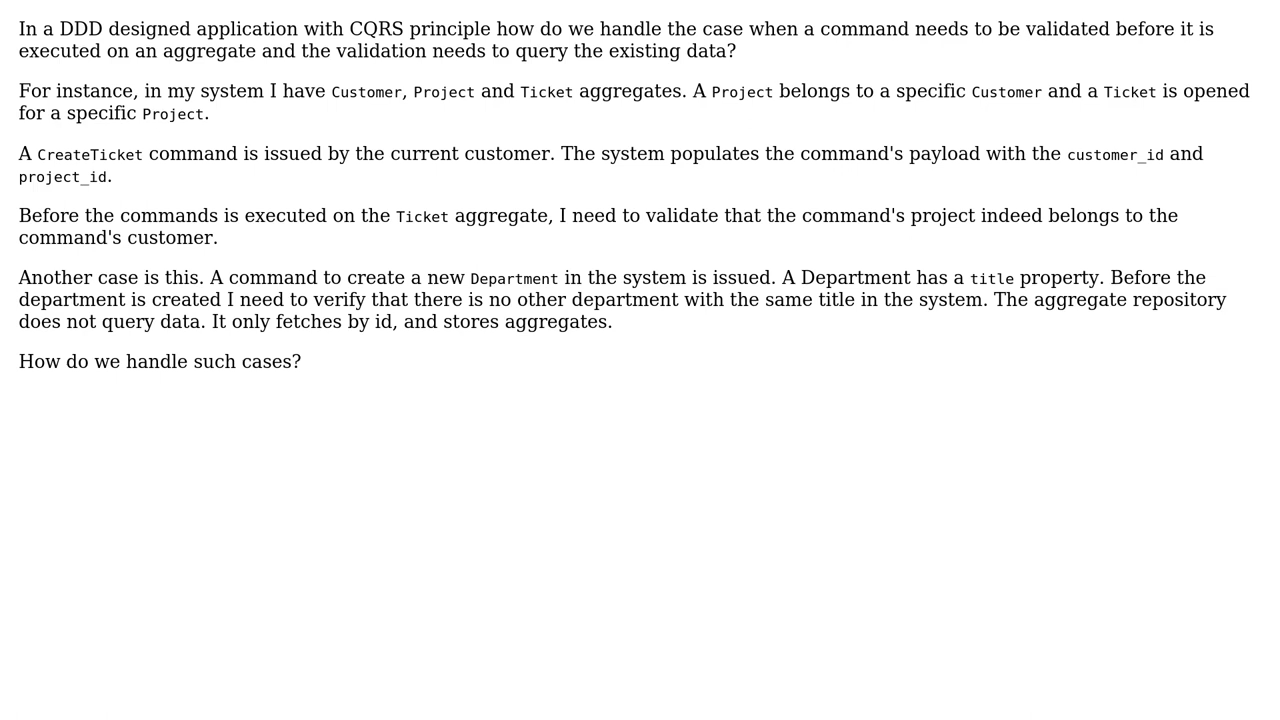 In a DDD designed application with CQRS principle how do we handle the case when a command needs to be validated before it is
executed on an aggregate and the validation needs to query the existing data?
For instance, in my system I have Customer, Project and Ticket aggregates. A Project belongs to a specific Customer and a Ticket is opened
for a specific Project.
A CreateTicket command is issued by the current customer. The system populates the command's payload with the customer_id and
project_id.
Before the commands is executed on the Ticket aggregate, I need to validate that the command's project indeed belongs to the
command's customer.
Another case is this. A command to create a new Department in the system is issued. A Department has a title property. Before the
department is created I need to verify that there is no other department with the same title in the system. The aggregate repository
does not query data. It only fetches by id, and stores aggregates.
How do we handle such cases?